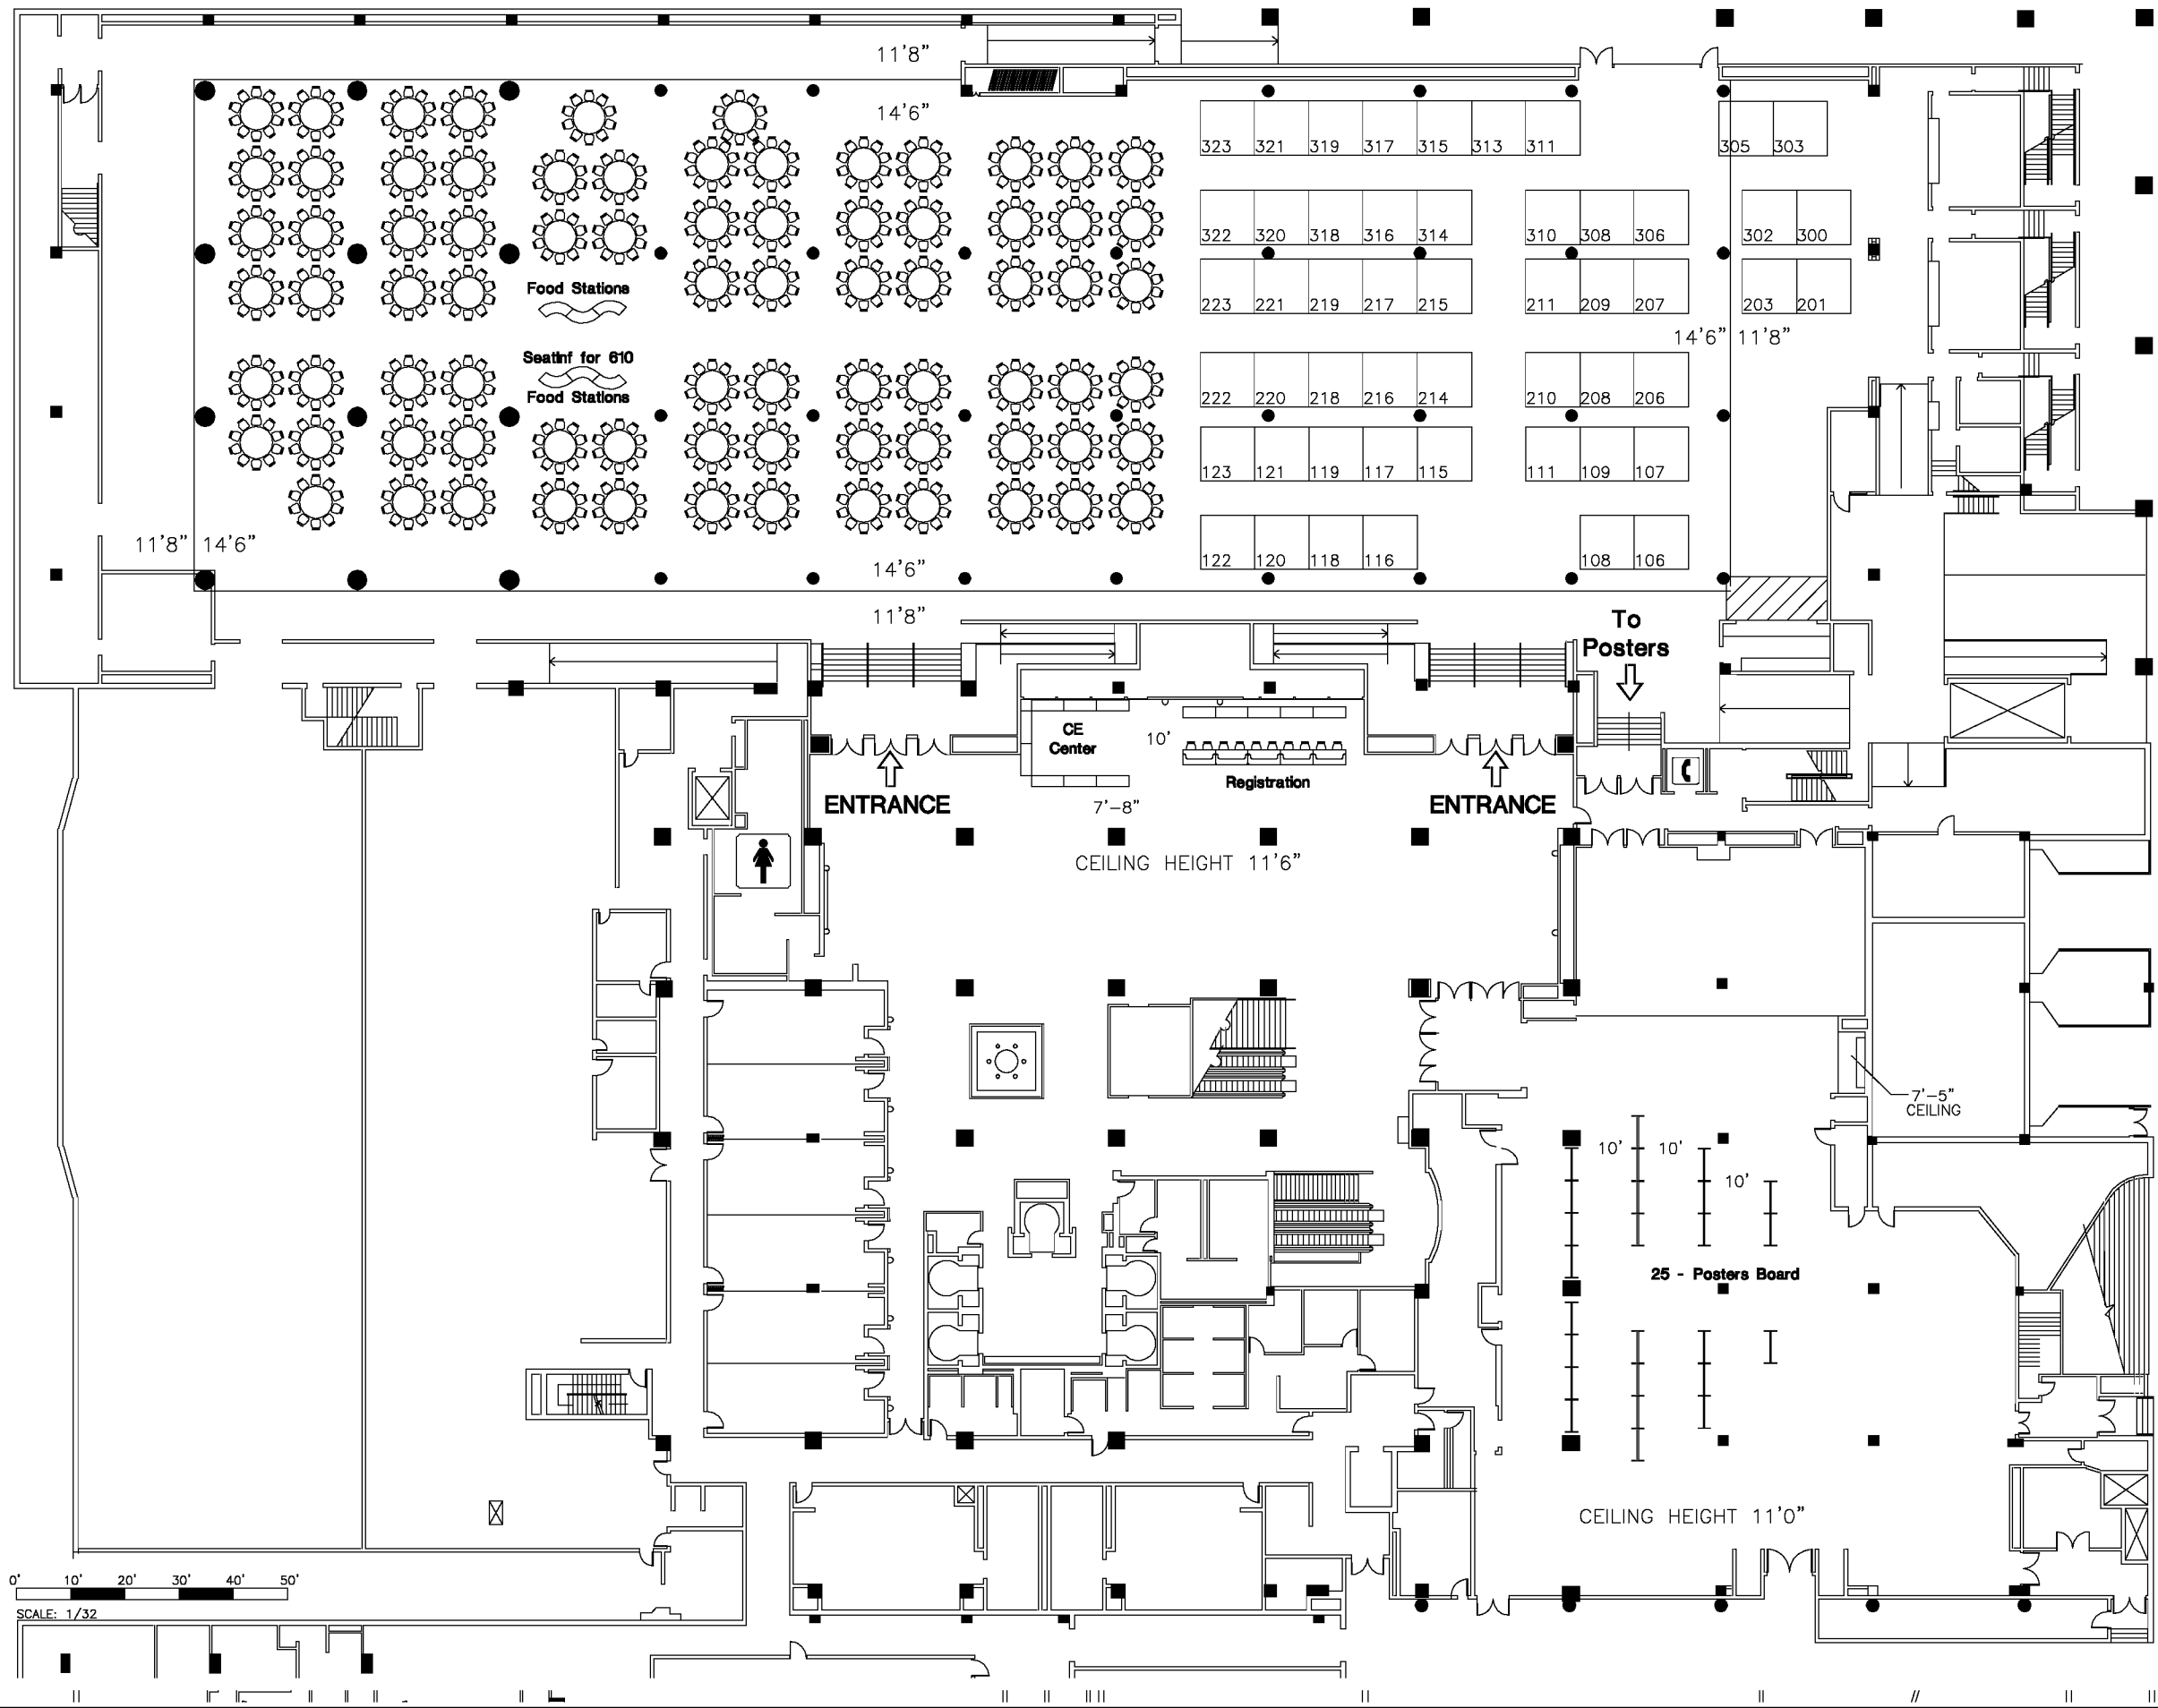 11'8"
14'6"
323 321 319 317 315 313 311
305 303
322 320 318 316 314
310 308 306
302 300
Food Stations
223 221 219 217 215
211 209 207
203 201
14'6" 11'8"
SeatInf for 610
Food Stations
222 220 218 216 214
210 208 206
123 121 119 117 115
111 109 107
11'8" 14'6"
122 120 118 116
108 106
14'6"
11'8"
To
Posters
CE
Center
10'
Registration
ENTRANCE
7'-8"
ENTRANCE
CEILING HEIGHT 11'6"
7'-5"
CEILING
10' 10'
10'
25 - Posters Board
CEILING HEIGHT 11'0"
0' 10' 20' 30' 40' 50'
SCALE: 1/32